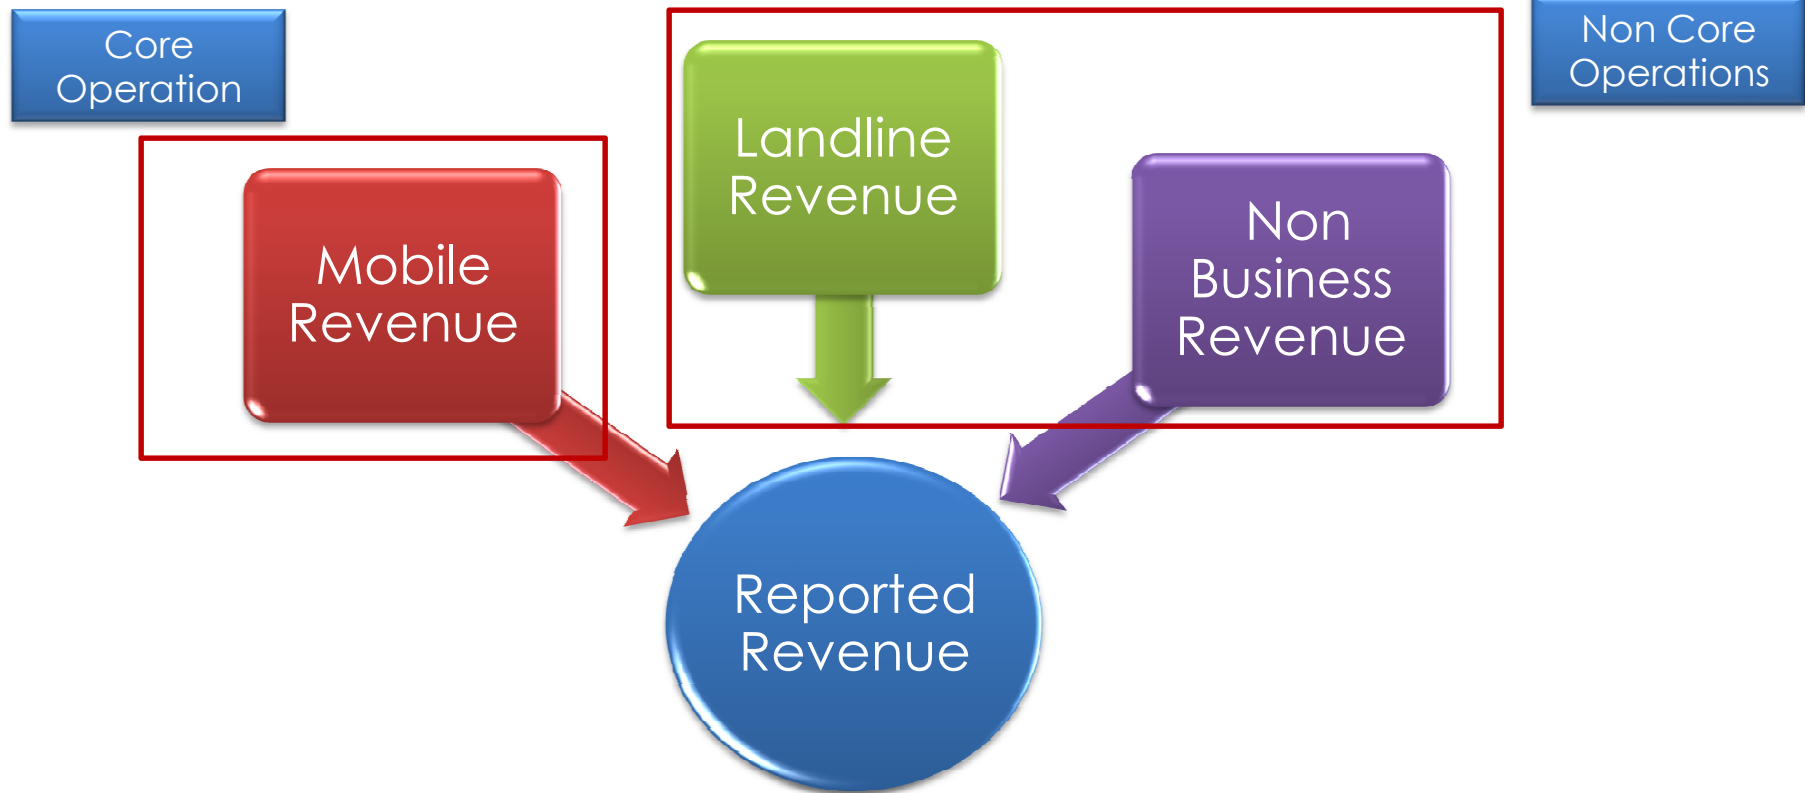 Core
Operation
Non Core
Operations
Landline
Revenue
Mobile
Revenue
Non
Business
Revenue
Reported
Revenue